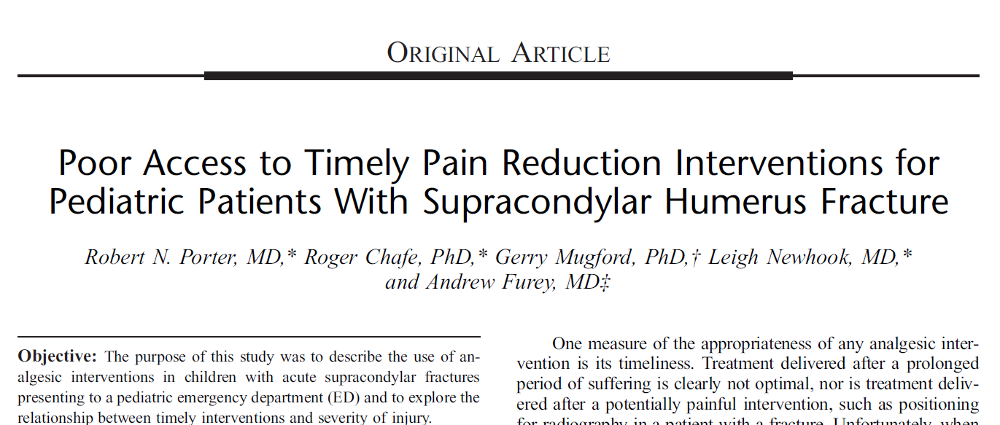 ORIGINAL ARTICLE
Poor Access to Timely Pain Reduction Interventions for
Pediatric Patients With Supracondylar Humerus Fracture
Robert N. Porter, MD,* Roger Chafe, PhD,* Gerry Mugford, PhD,† Leigh Newhook, MD,*
and Andrew Furey, MD‡
Objective: The purpose of this study was to describe the use of an-
algesic interventions in children with acute supracondylar fractures
presenting to a pediatric emergency department (ED) and to explore the
relationship between timely interventions and severity of injury.
One measure of the appropriateness of any analgesic inter-
vention is its timeliness. Treatment delivered after a prolonged
period of suffering is clearly not optimal, nor is treatment deliv-
ered after a potentially painful intervention, such as positioning
for radiography in a patient with a fracture. Unfortunately, when